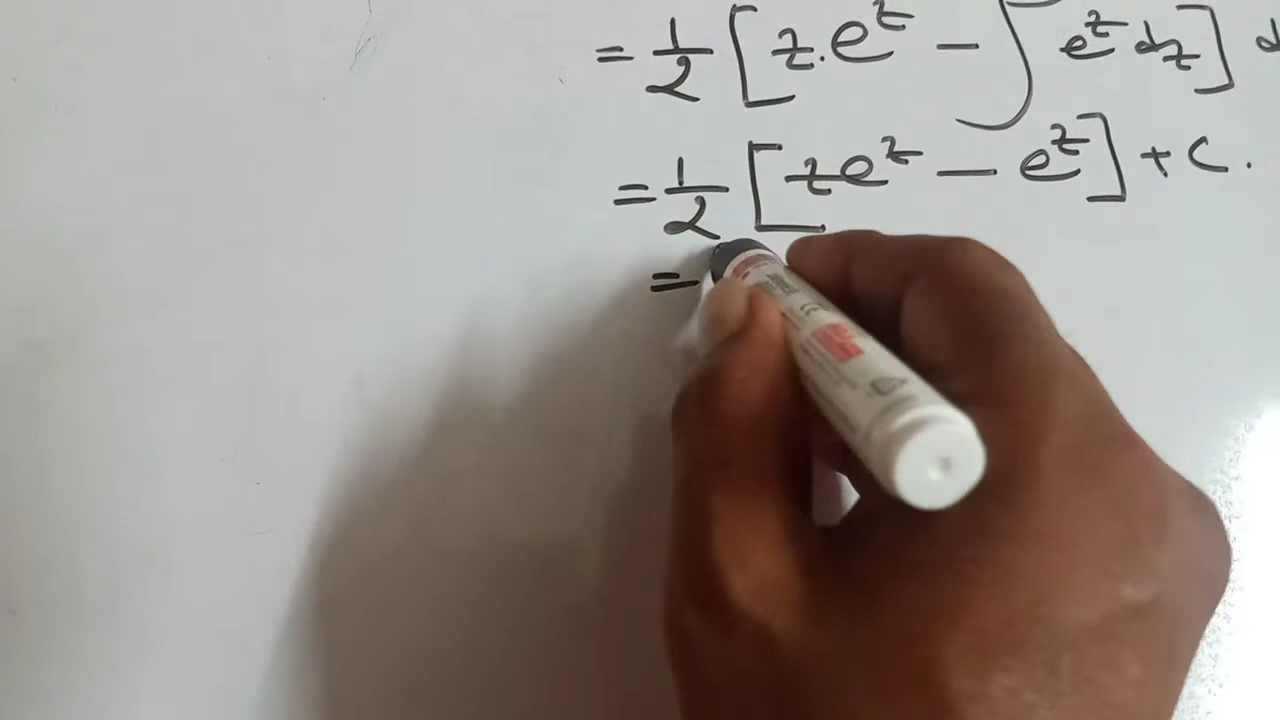 = 1/2 [z.e^z - ∫ e^z dz]
= 1/2 [ze^z - e^z] + c.
=